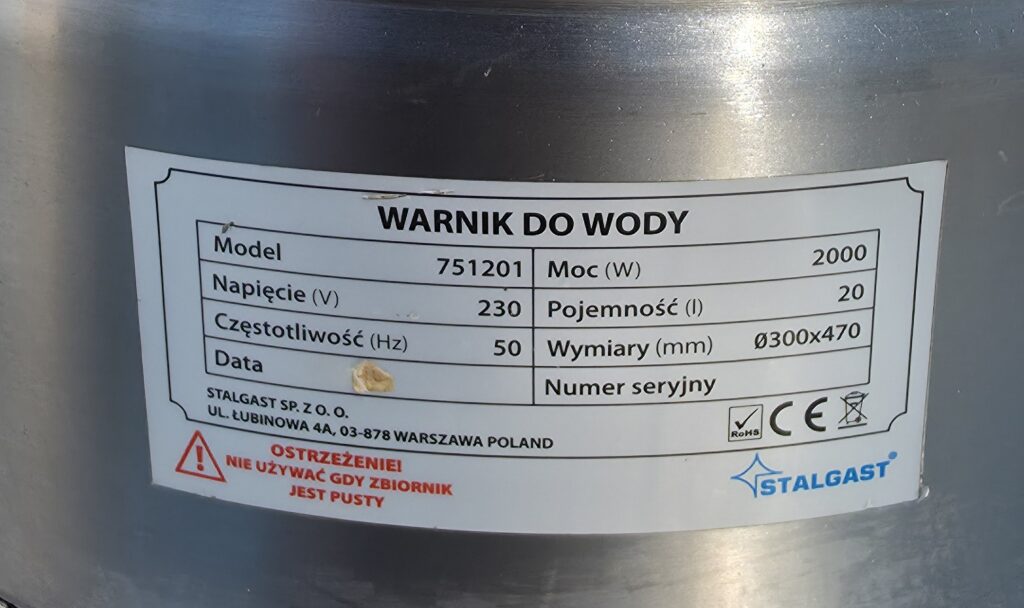 WARNIK DO WODY
Model 751201 Moc (W) 2000
Napięcie (V) 230 Pojemność (l) 20
Częstotliwość (Hz) 50 Wymiary (mm) Ø300x470
Data Numer seryjny
STALGAST SP. Z O. O.
UL. ŁUBINOWA 4A, 03-878 WARSZAWA POLAND
RoHS CE
OSTRZEŻENIE!
NIE UŻYWAĆ GDY ZBIORNIK
JEST PUSTY
STALGAST®